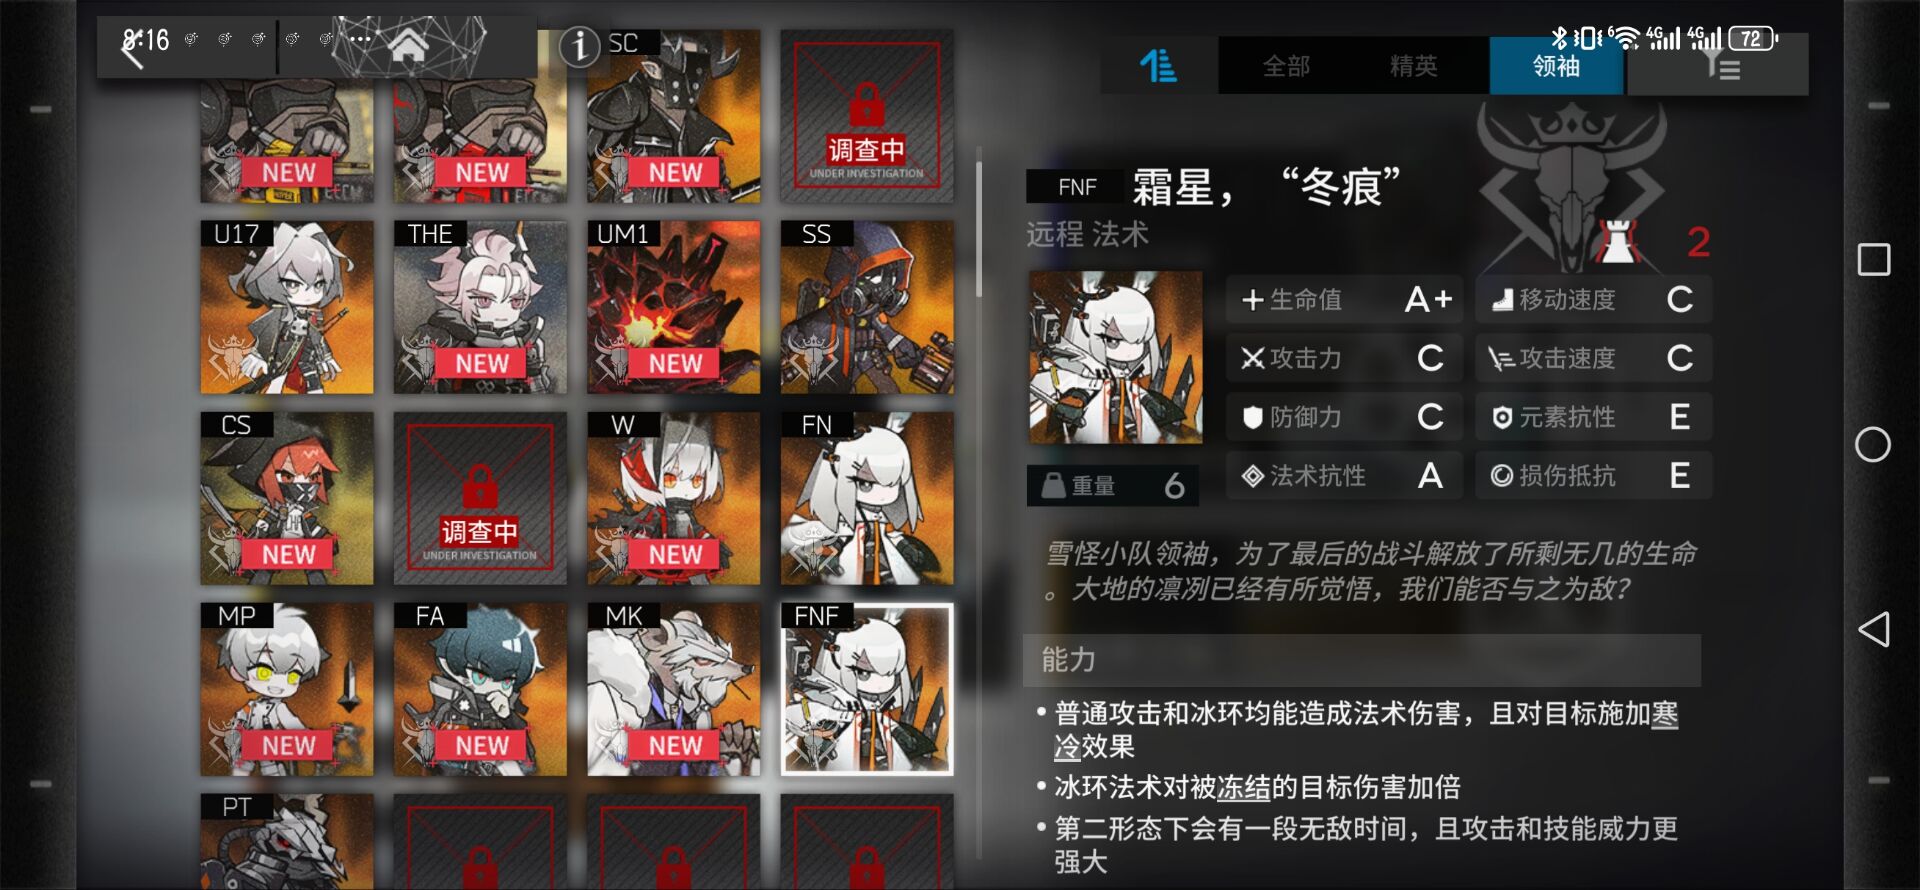 8:16
6 4G 4G 72
SC
NEW
NEW
NEW
调查中
UNDER INVESTIGATION
U17
THE
NEW
UM1
NEW
SS
CS
NEW
调查中
UNDER INVESTIGATION
W
NEW
FN
MP
NEW
FA
NEW
MK
NEW
FNF
PT
全部
精英
领袖
FNF
霜星，“冬痕”
远程 法术
2
生命值 A+
移动速度 C
攻击力 C
攻击速度 C
防御力 C
元素抗性 E
法术抗性 A
损伤抵抗 E
重量 6
雪怪小队领袖，为了最后的战斗解放了所剩无几的生命
。大地的凛冽已经有所觉悟，我们能否与之为敌？
能力
• 普通攻击和冰环均能造成法术伤害，且对目标施加寒
冷效果
• 冰环法术对被冻结的目标伤害加倍
• 第二形态下会有一段无敌时间，且攻击和技能威力更
强大